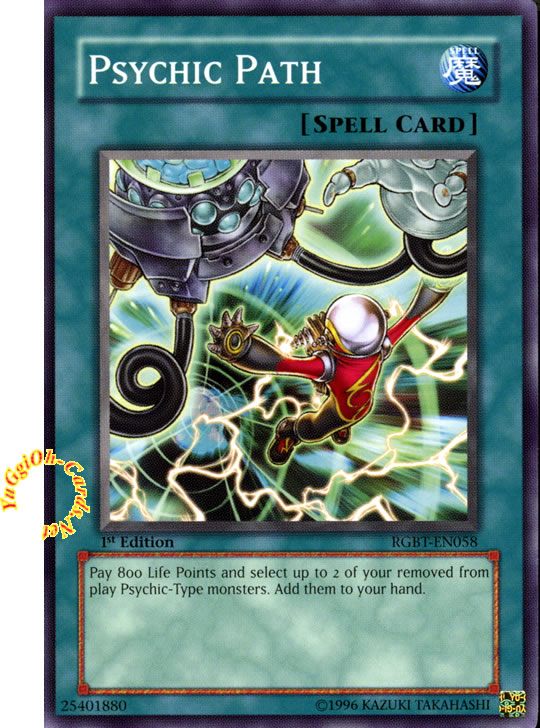 PSYCHIC PATH
SPELL
魔
[SPELL CARD]
YuGgiOh-Cards.Net
1st Edition
RGBT-EN058
Pay 800 Life Points and select up to 2 of your removed from
play Psychic-Type monsters. Add them to your hand.
25401880
©1996 KAZUKI TAKAHASHI